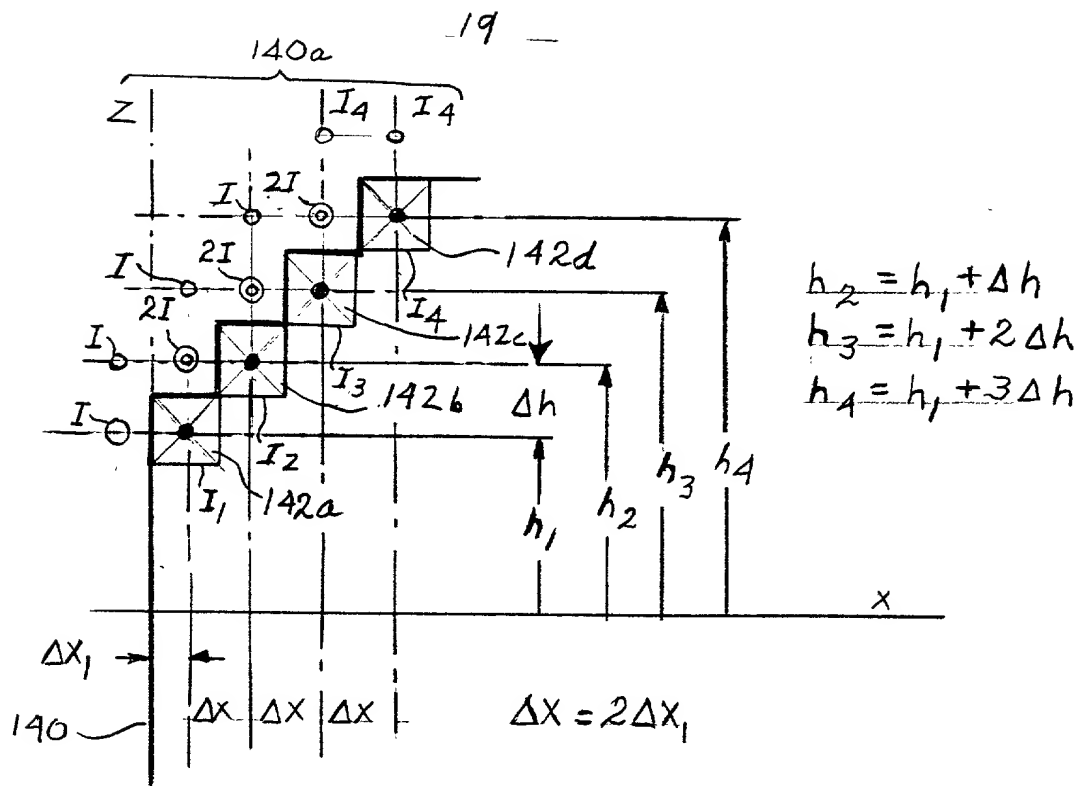 19
140a
Z
I4 I4
I 2I
142d
I 2I
h2 = h1 + Δh
I4
142c
h3 = h1 + 2Δh
I 2I
I3
142b
Δh
h4 = h1 + 3Δh
I
I2
I1
142a
h1
h2
h3
h4
x
ΔX1
ΔX ΔX ΔX
ΔX = 2ΔX1
140